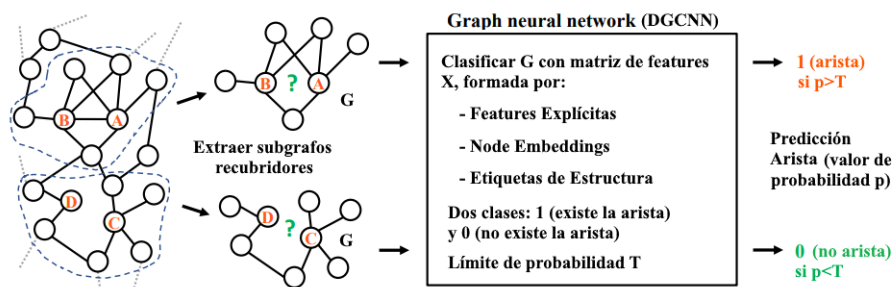 Graph neural network (DGCNN)
B
A
D
C
Extraer subgrafos
recubridores
B
?
A
G
D
?
C
G
Clasificar G con matriz de features
X, formada por:
- Features Explícitas
- Node Embeddings
- Etiquetas de Estructura
Dos clases: 1 (existe la arista)
y 0 (no existe la arista)
Límite de probabilidad T
1 (arista)
si p>T
Predicción
Arista (valor de
probabilidad p)
0 (no arista)
si p<T